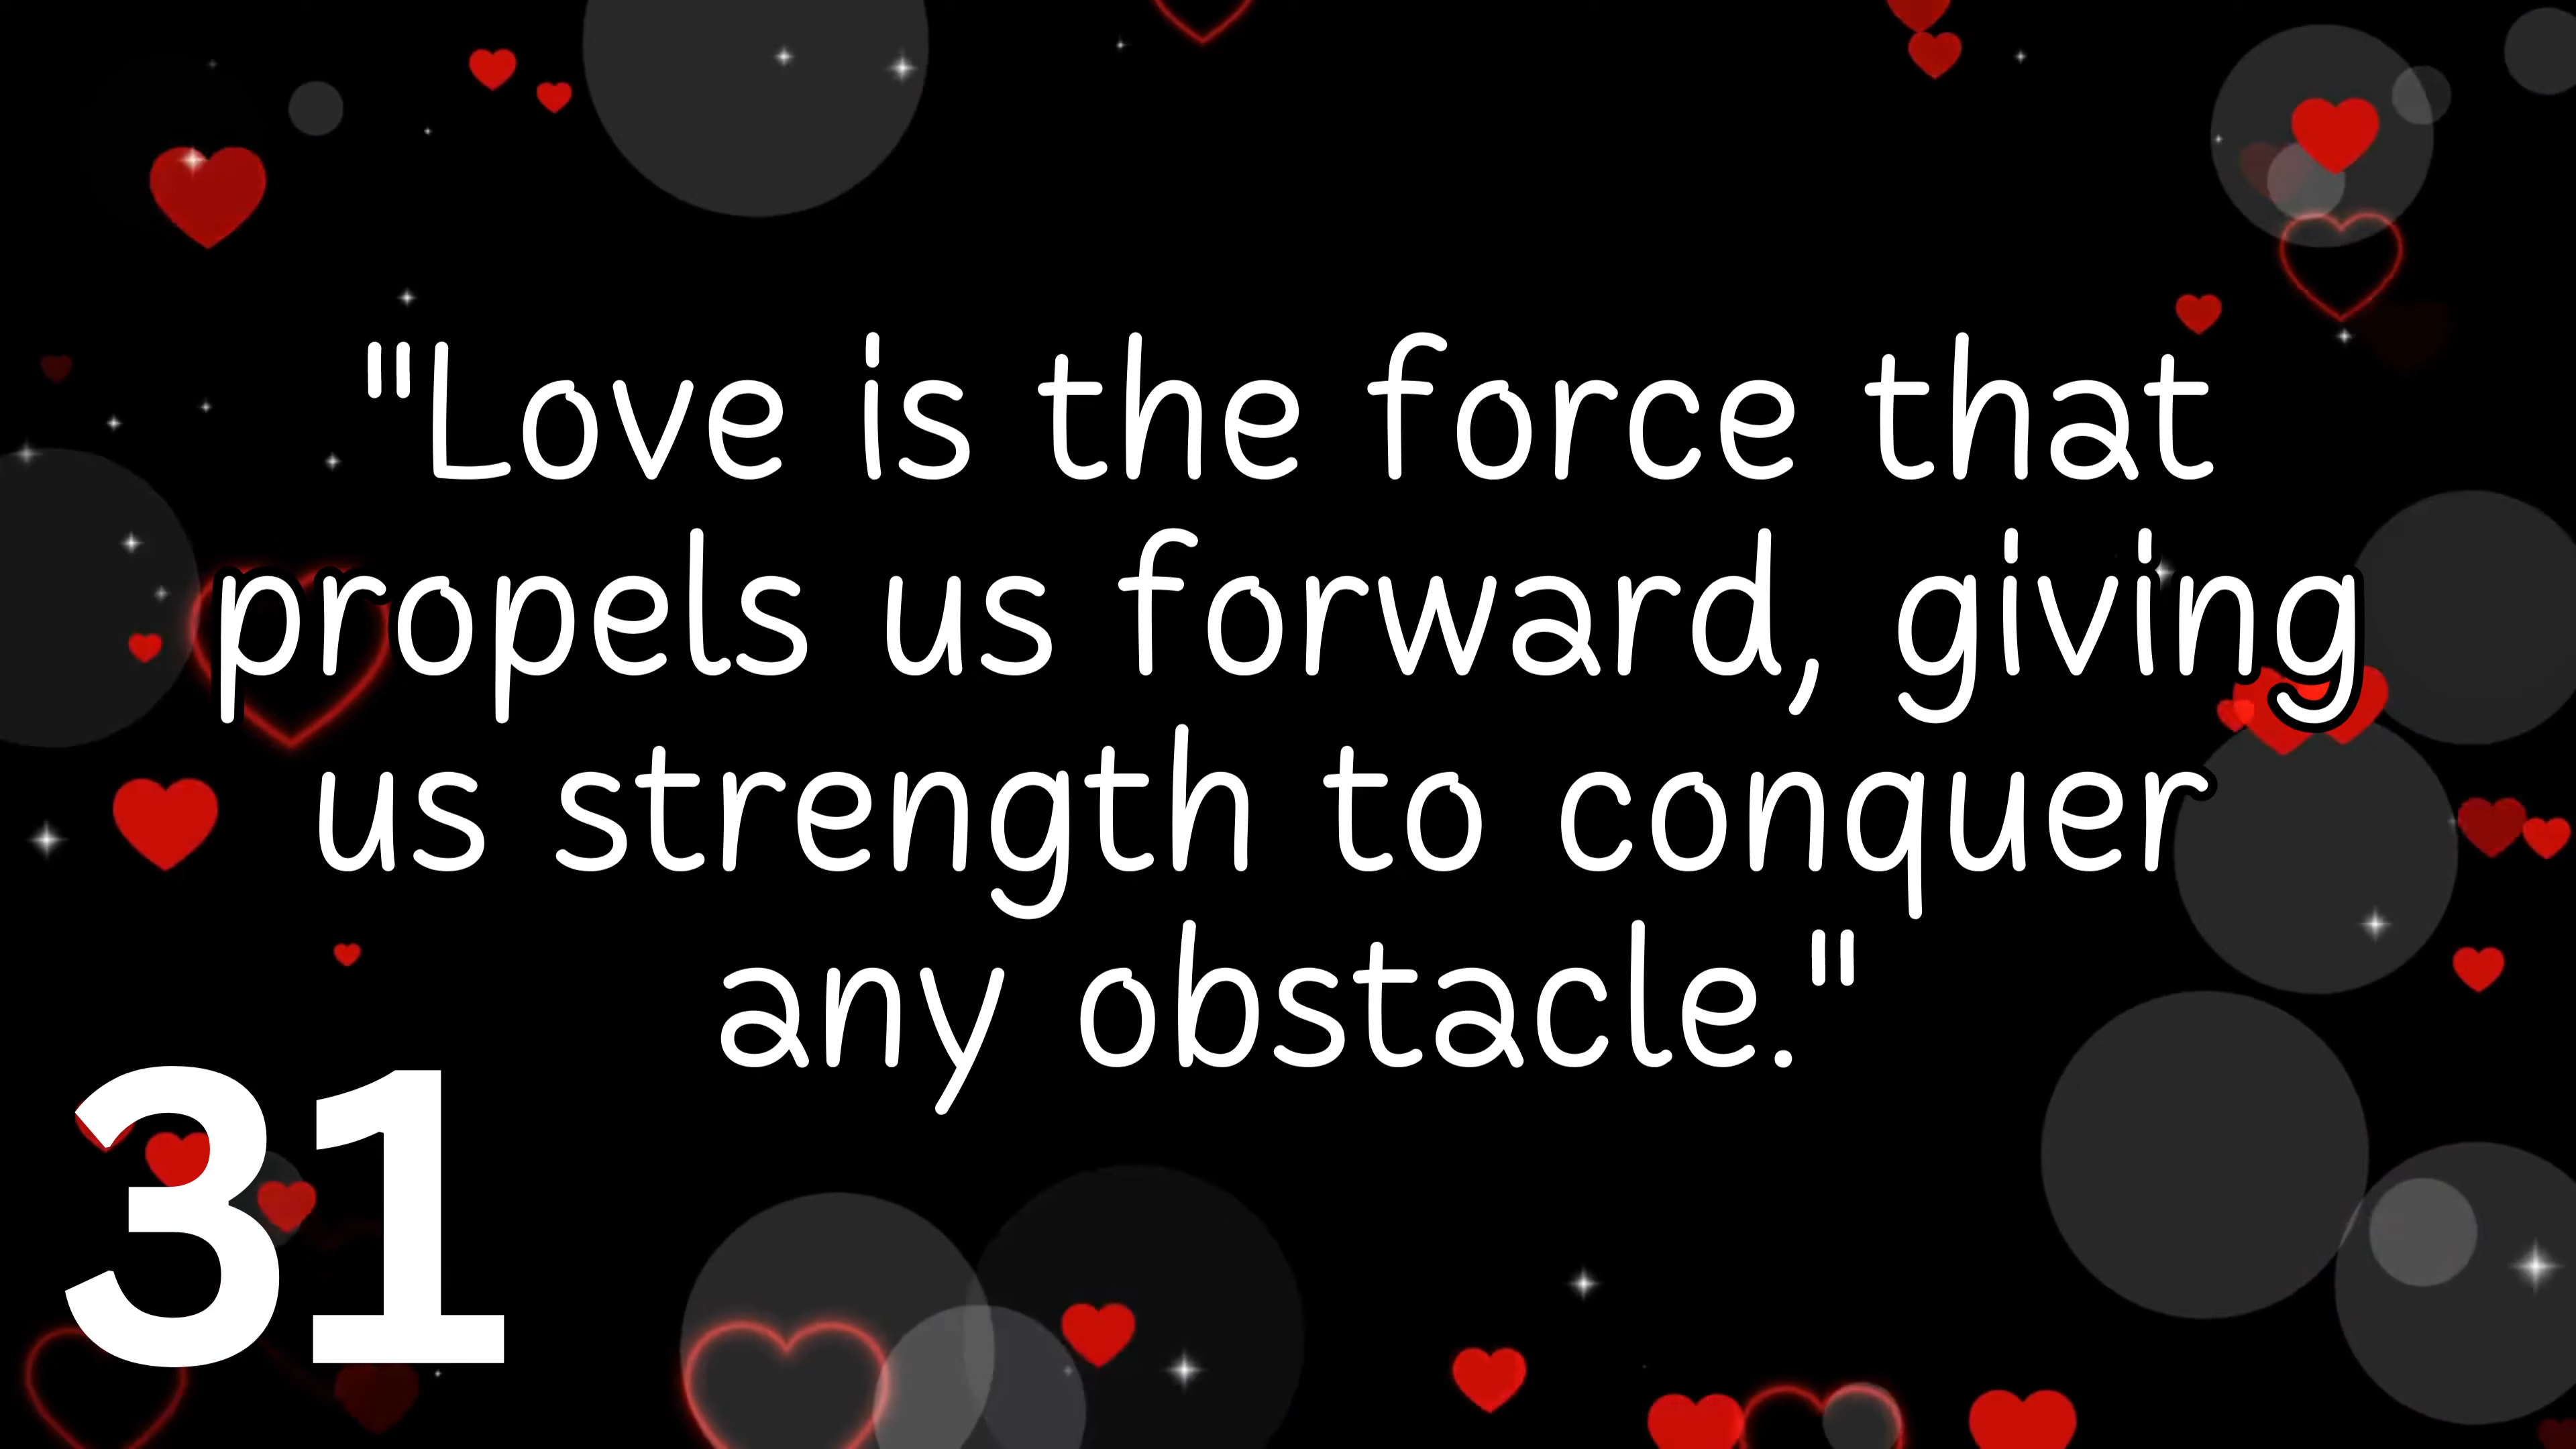 "Love is the force that
propels us forward, giving
us strength to conquer
any obstacle."
31